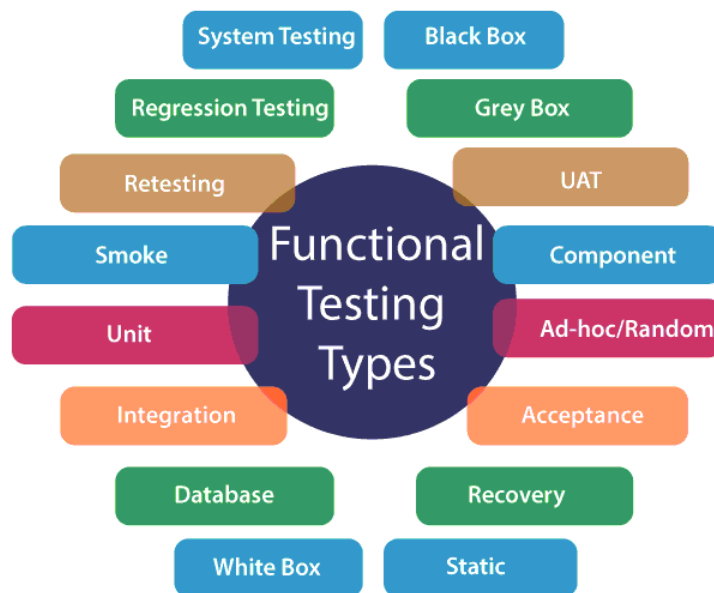 System Testing
Black Box
Regression Testing
Grey Box
Retesting
UAT
Smoke
Functional
Testing
Types
Component
Unit
Ad-hoc/Random
Integration
Acceptance
Database
Recovery
White Box
Static